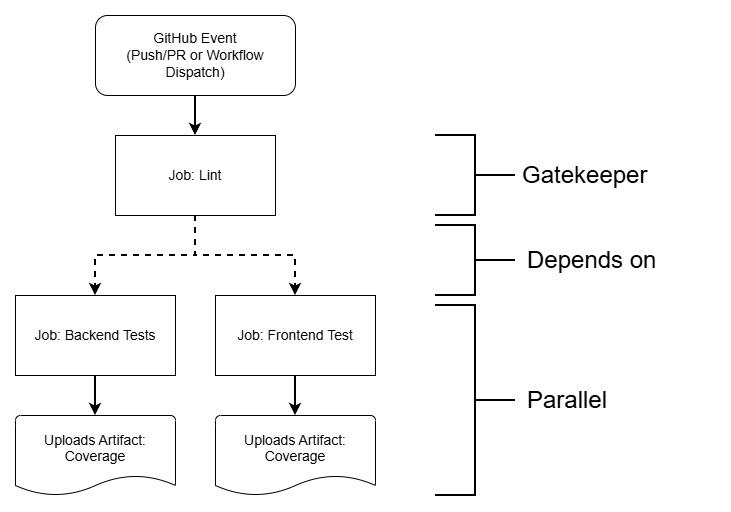 GitHub Event
(Push/PR or Workflow
Dispatch)
Job: Lint
Gatekeeper
Depends on
Job: Backend Tests
Job: Frontend Test
Parallel
Uploads Artifact:
Coverage
Uploads Artifact:
Coverage